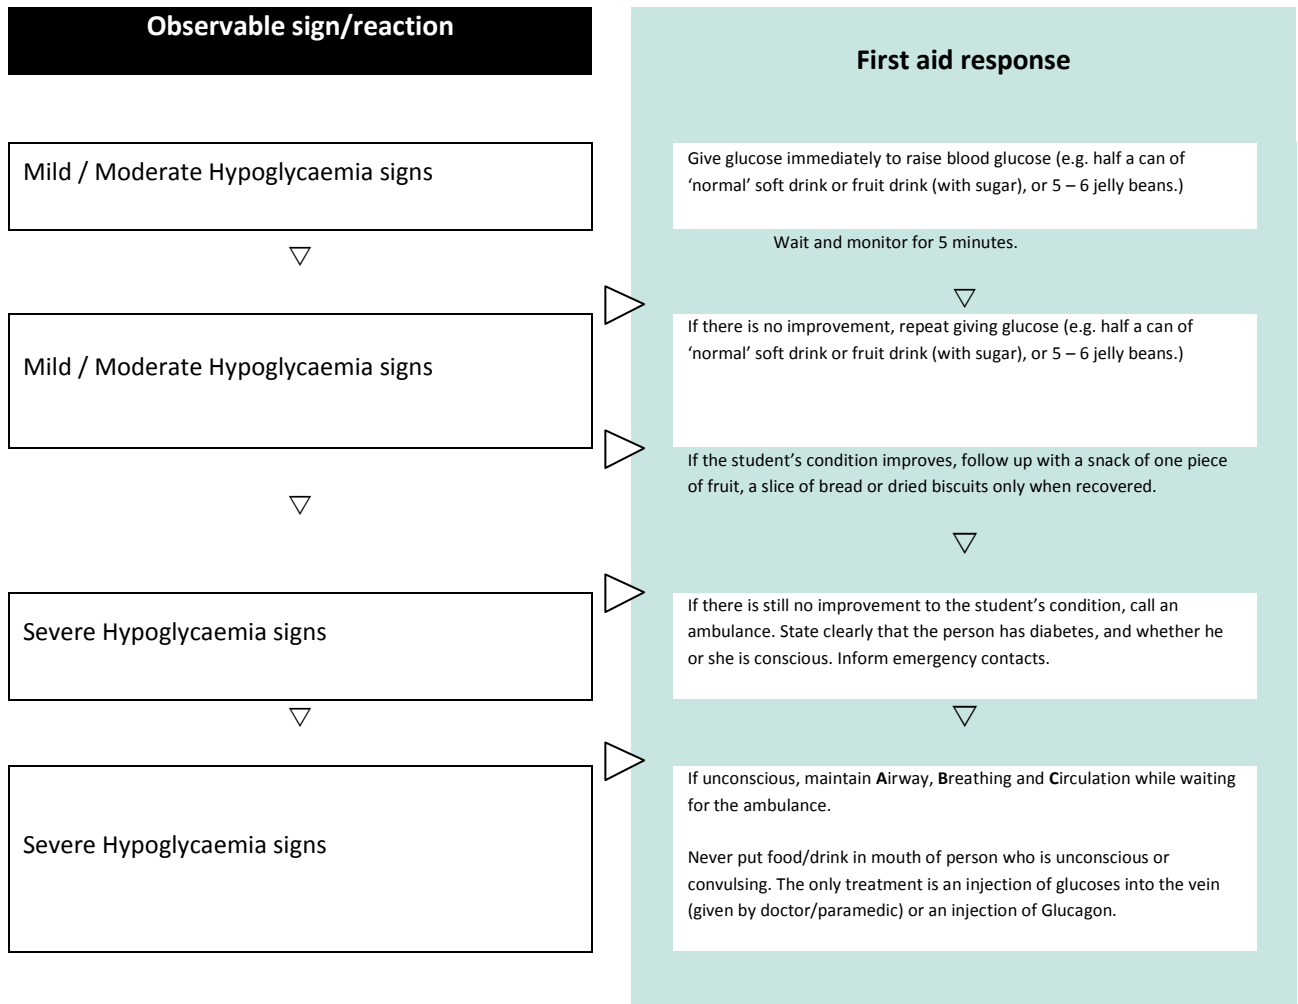 Observable sign/reaction
First aid response
Mild / Moderate Hypoglycaemia signs
Give glucose immediately to raise blood glucose (e.g. half a can of
‘normal’ soft drink or fruit drink (with sugar), or 5 – 6 jelly beans.)
Wait and monitor for 5 minutes.
Mild / Moderate Hypoglycaemia signs
If there is no improvement, repeat giving glucose (e.g. half a can of
‘normal’ soft drink or fruit drink (with sugar), or 5 – 6 jelly beans.)
If the student’s condition improves, follow up with a snack of one piece
of fruit, a slice of bread or dried biscuits only when recovered.
Severe Hypoglycaemia signs
If there is still no improvement to the student’s condition, call an
ambulance. State clearly that the person has diabetes, and whether he
or she is conscious. Inform emergency contacts.
Severe Hypoglycaemia signs
If unconscious, maintain Airway, Breathing and Circulation while waiting
for the ambulance.
Never put food/drink in mouth of person who is unconscious or
convulsing. The only treatment is an injection of glucoses into the vein
(given by doctor/paramedic) or an injection of Glucagon.